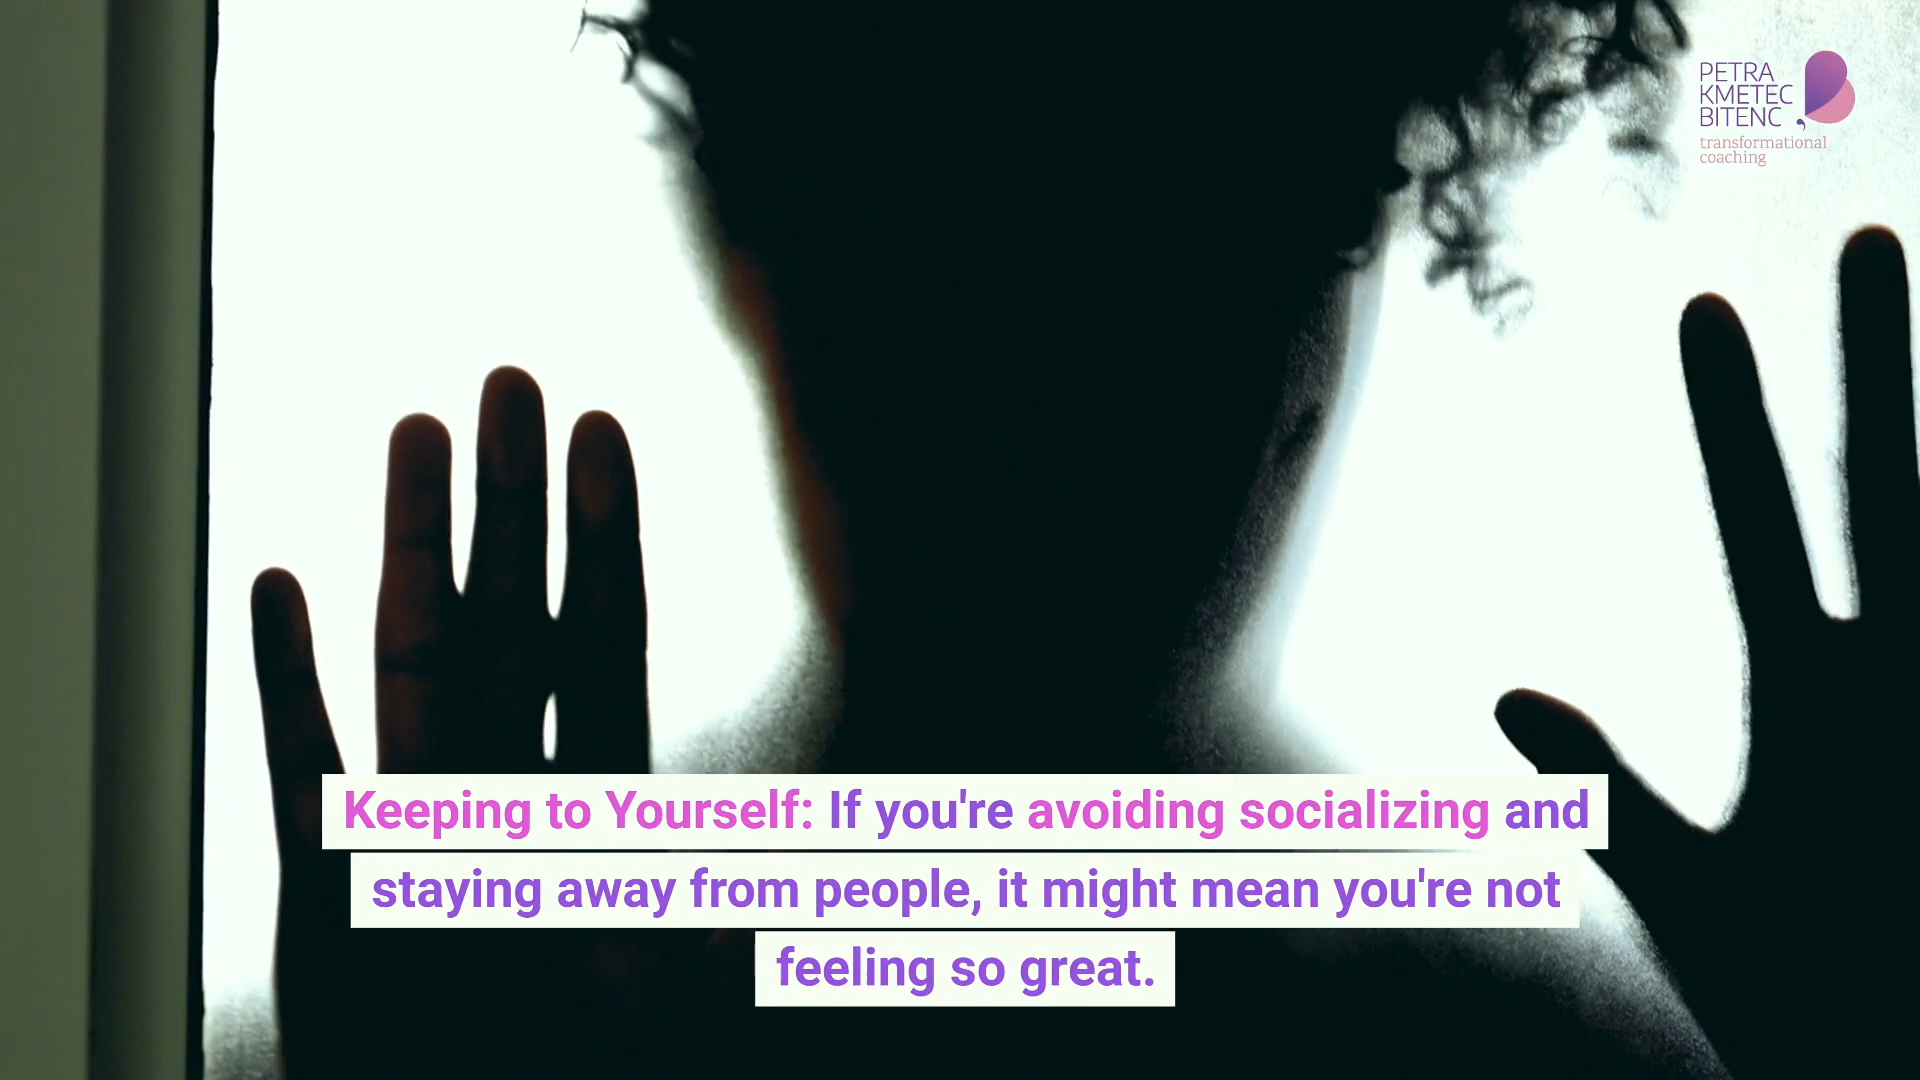 PETRA
KMETEC
BITENC
transformational
coaching
Keeping to Yourself: If you're avoiding socializing and
staying away from people, it might mean you're not
feeling so great.